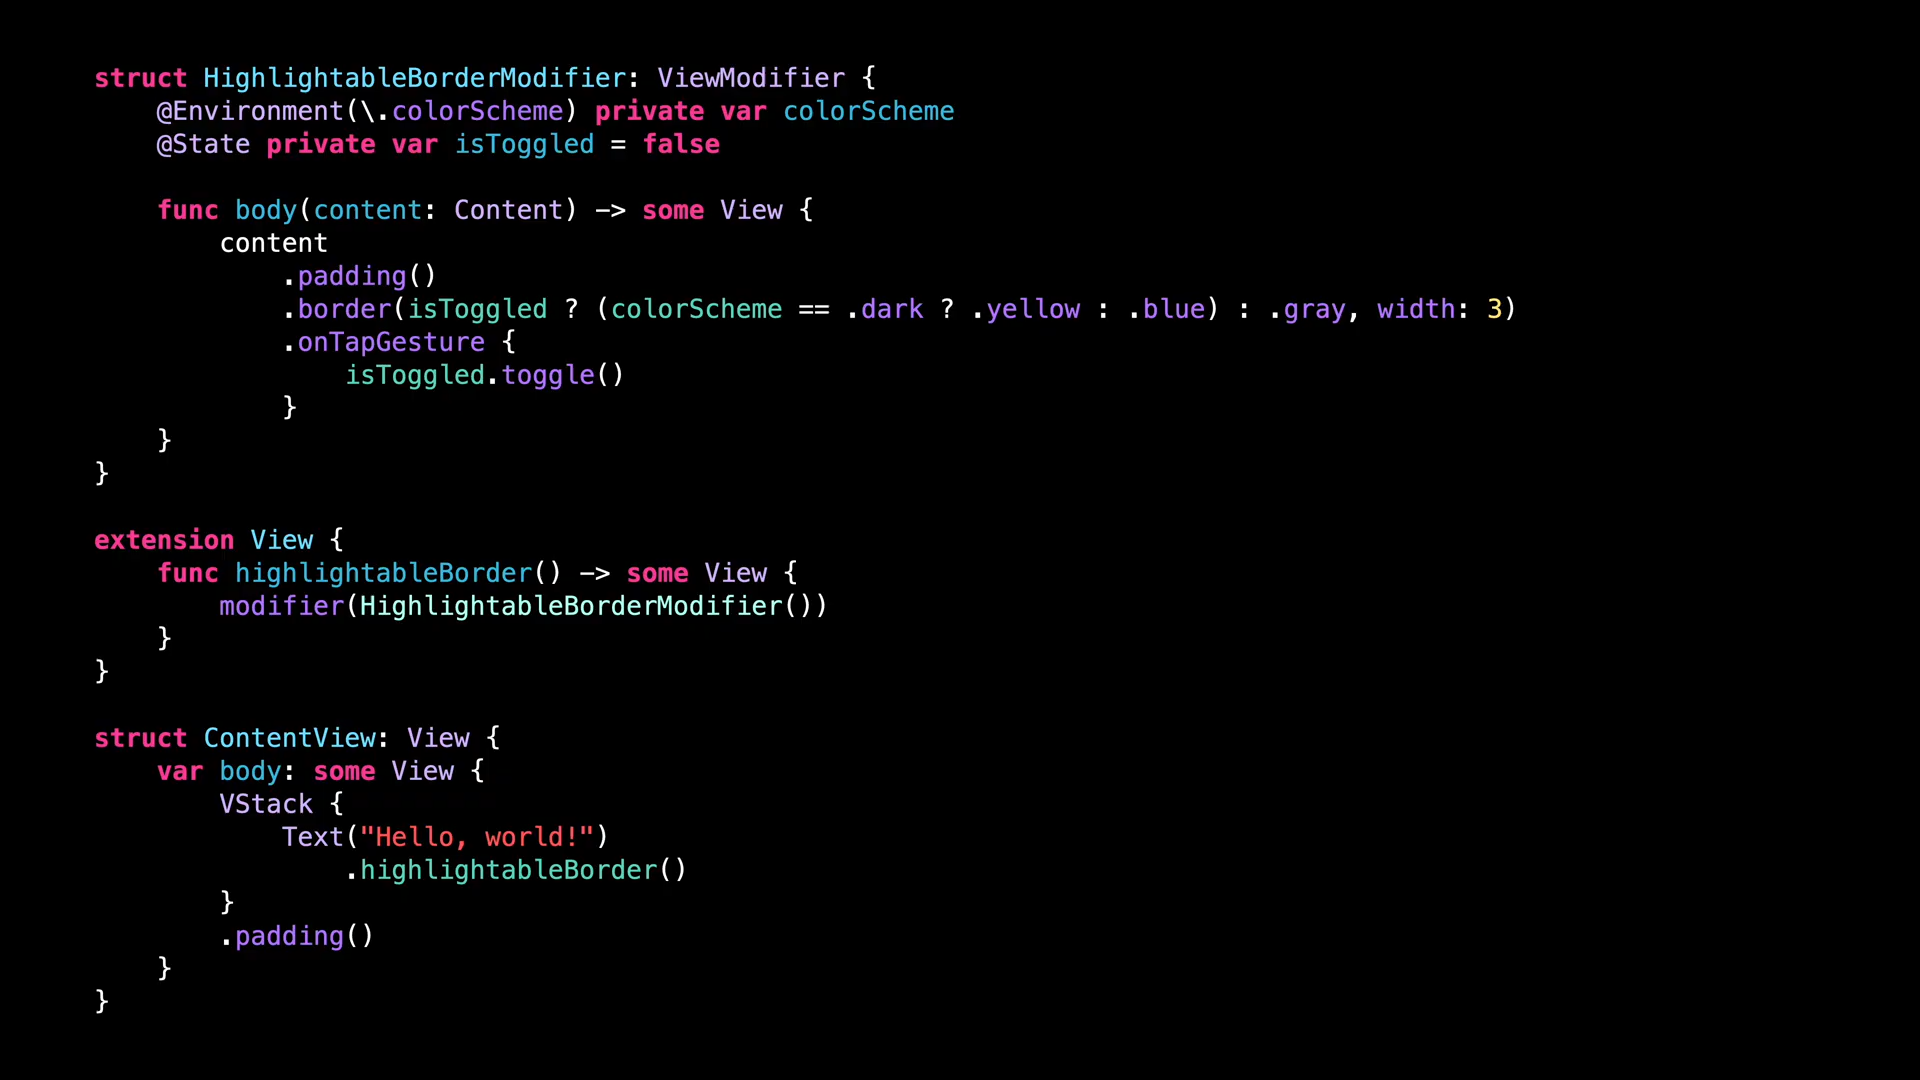 struct HighlightableBorderModifier: ViewModifier {
    @Environment(\.colorScheme) private var colorScheme
    @State private var isToggled = false

    func body(content: Content) -> some View {
        content
            .padding()
            .border(isToggled ? (colorScheme == .dark ? .yellow : .blue) : .gray, width: 3)
            .onTapGesture {
                isToggled.toggle()
            }
    }
}

extension View {
    func highlightableBorder() -> some View {
        modifier(HighlightableBorderModifier())
    }
}

struct ContentView: View {
    var body: some View {
        VStack {
            Text("Hello, world!")
                .highlightableBorder()
        }
        .padding()
    }
}